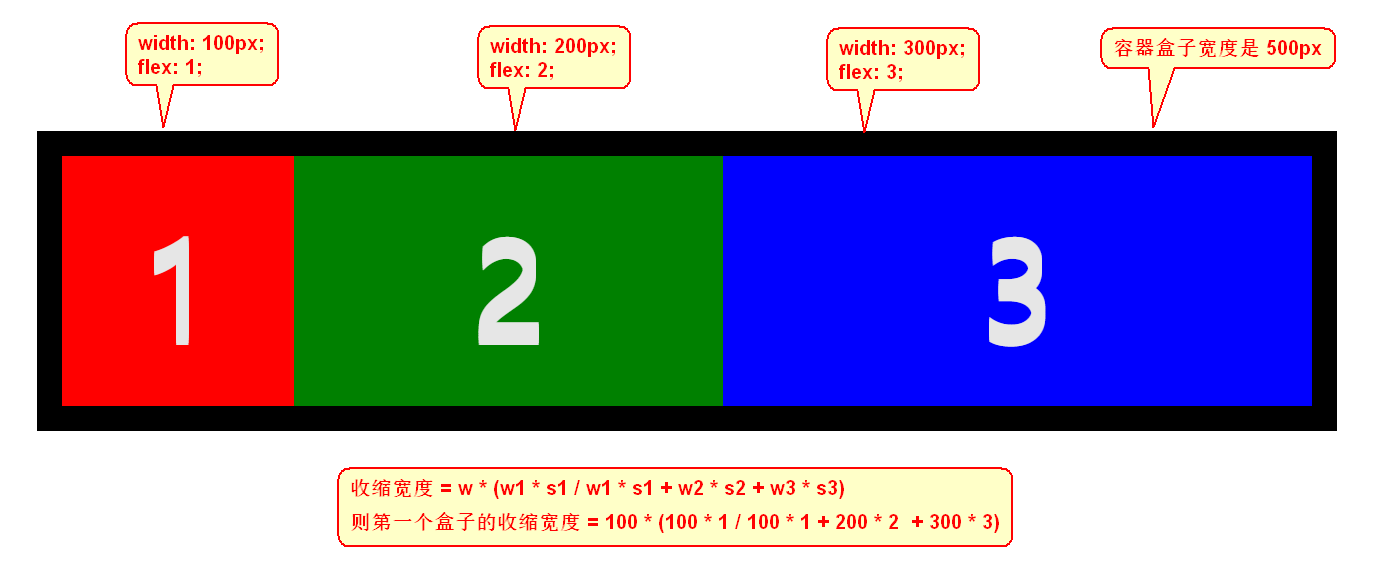 width: 100px;
flex: 1;
width: 200px;
flex: 2;
width: 300px;
flex: 3;
容器盒子宽度是 500px
1
2
3
收缩宽度 = w * (w1 * s1 / w1 * s1 + w2 * s2 + w3 * s3)
则第一个盒子的收缩宽度 = 100 * (100 * 1 / 100 * 1 + 200 * 2  + 300 * 3)